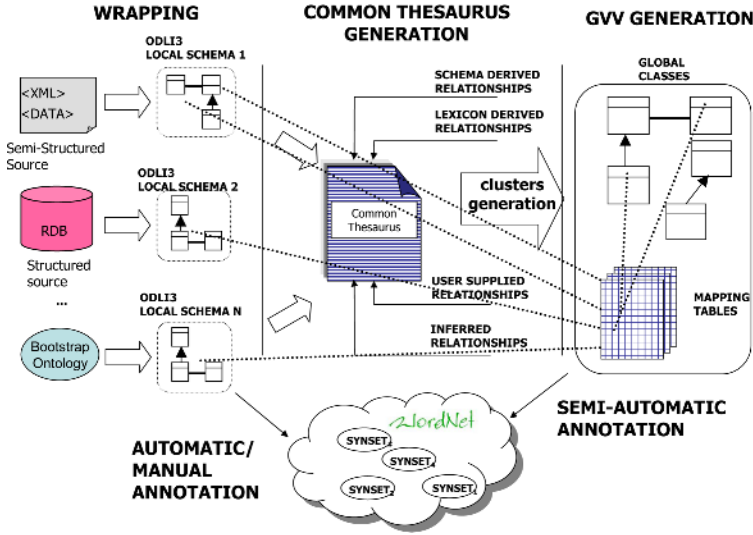 WRAPPING
COMMON THESAURUS
GENERATION
GVV GENERATION
ODLI3
LOCAL SCHEMA 1
<XML>
<DATA>
Semi-Structured
Source
SCHEMA DERIVED
RELATIONSHIPS
LEXICON DERIVED
RELATIONSHIPS
GLOBAL
CLASSES
ODLI3
LOCAL SCHEMA 2
RDB
Structured
source
...
Common
Thesaurus
clusters
generation
ODLI3
LOCAL SCHEMA N
Bootstrap
Ontology
USER SUPPLIED
RELATIONSHIPS
INFERRED
RELATIONSHIPS
MAPPING
TABLES
AUTOMATIC/
MANUAL
ANNOTATION
WordNet
SYNSET
SYNSET
SYNSET
SYNSET
SEMI-AUTOMATIC
ANNOTATION